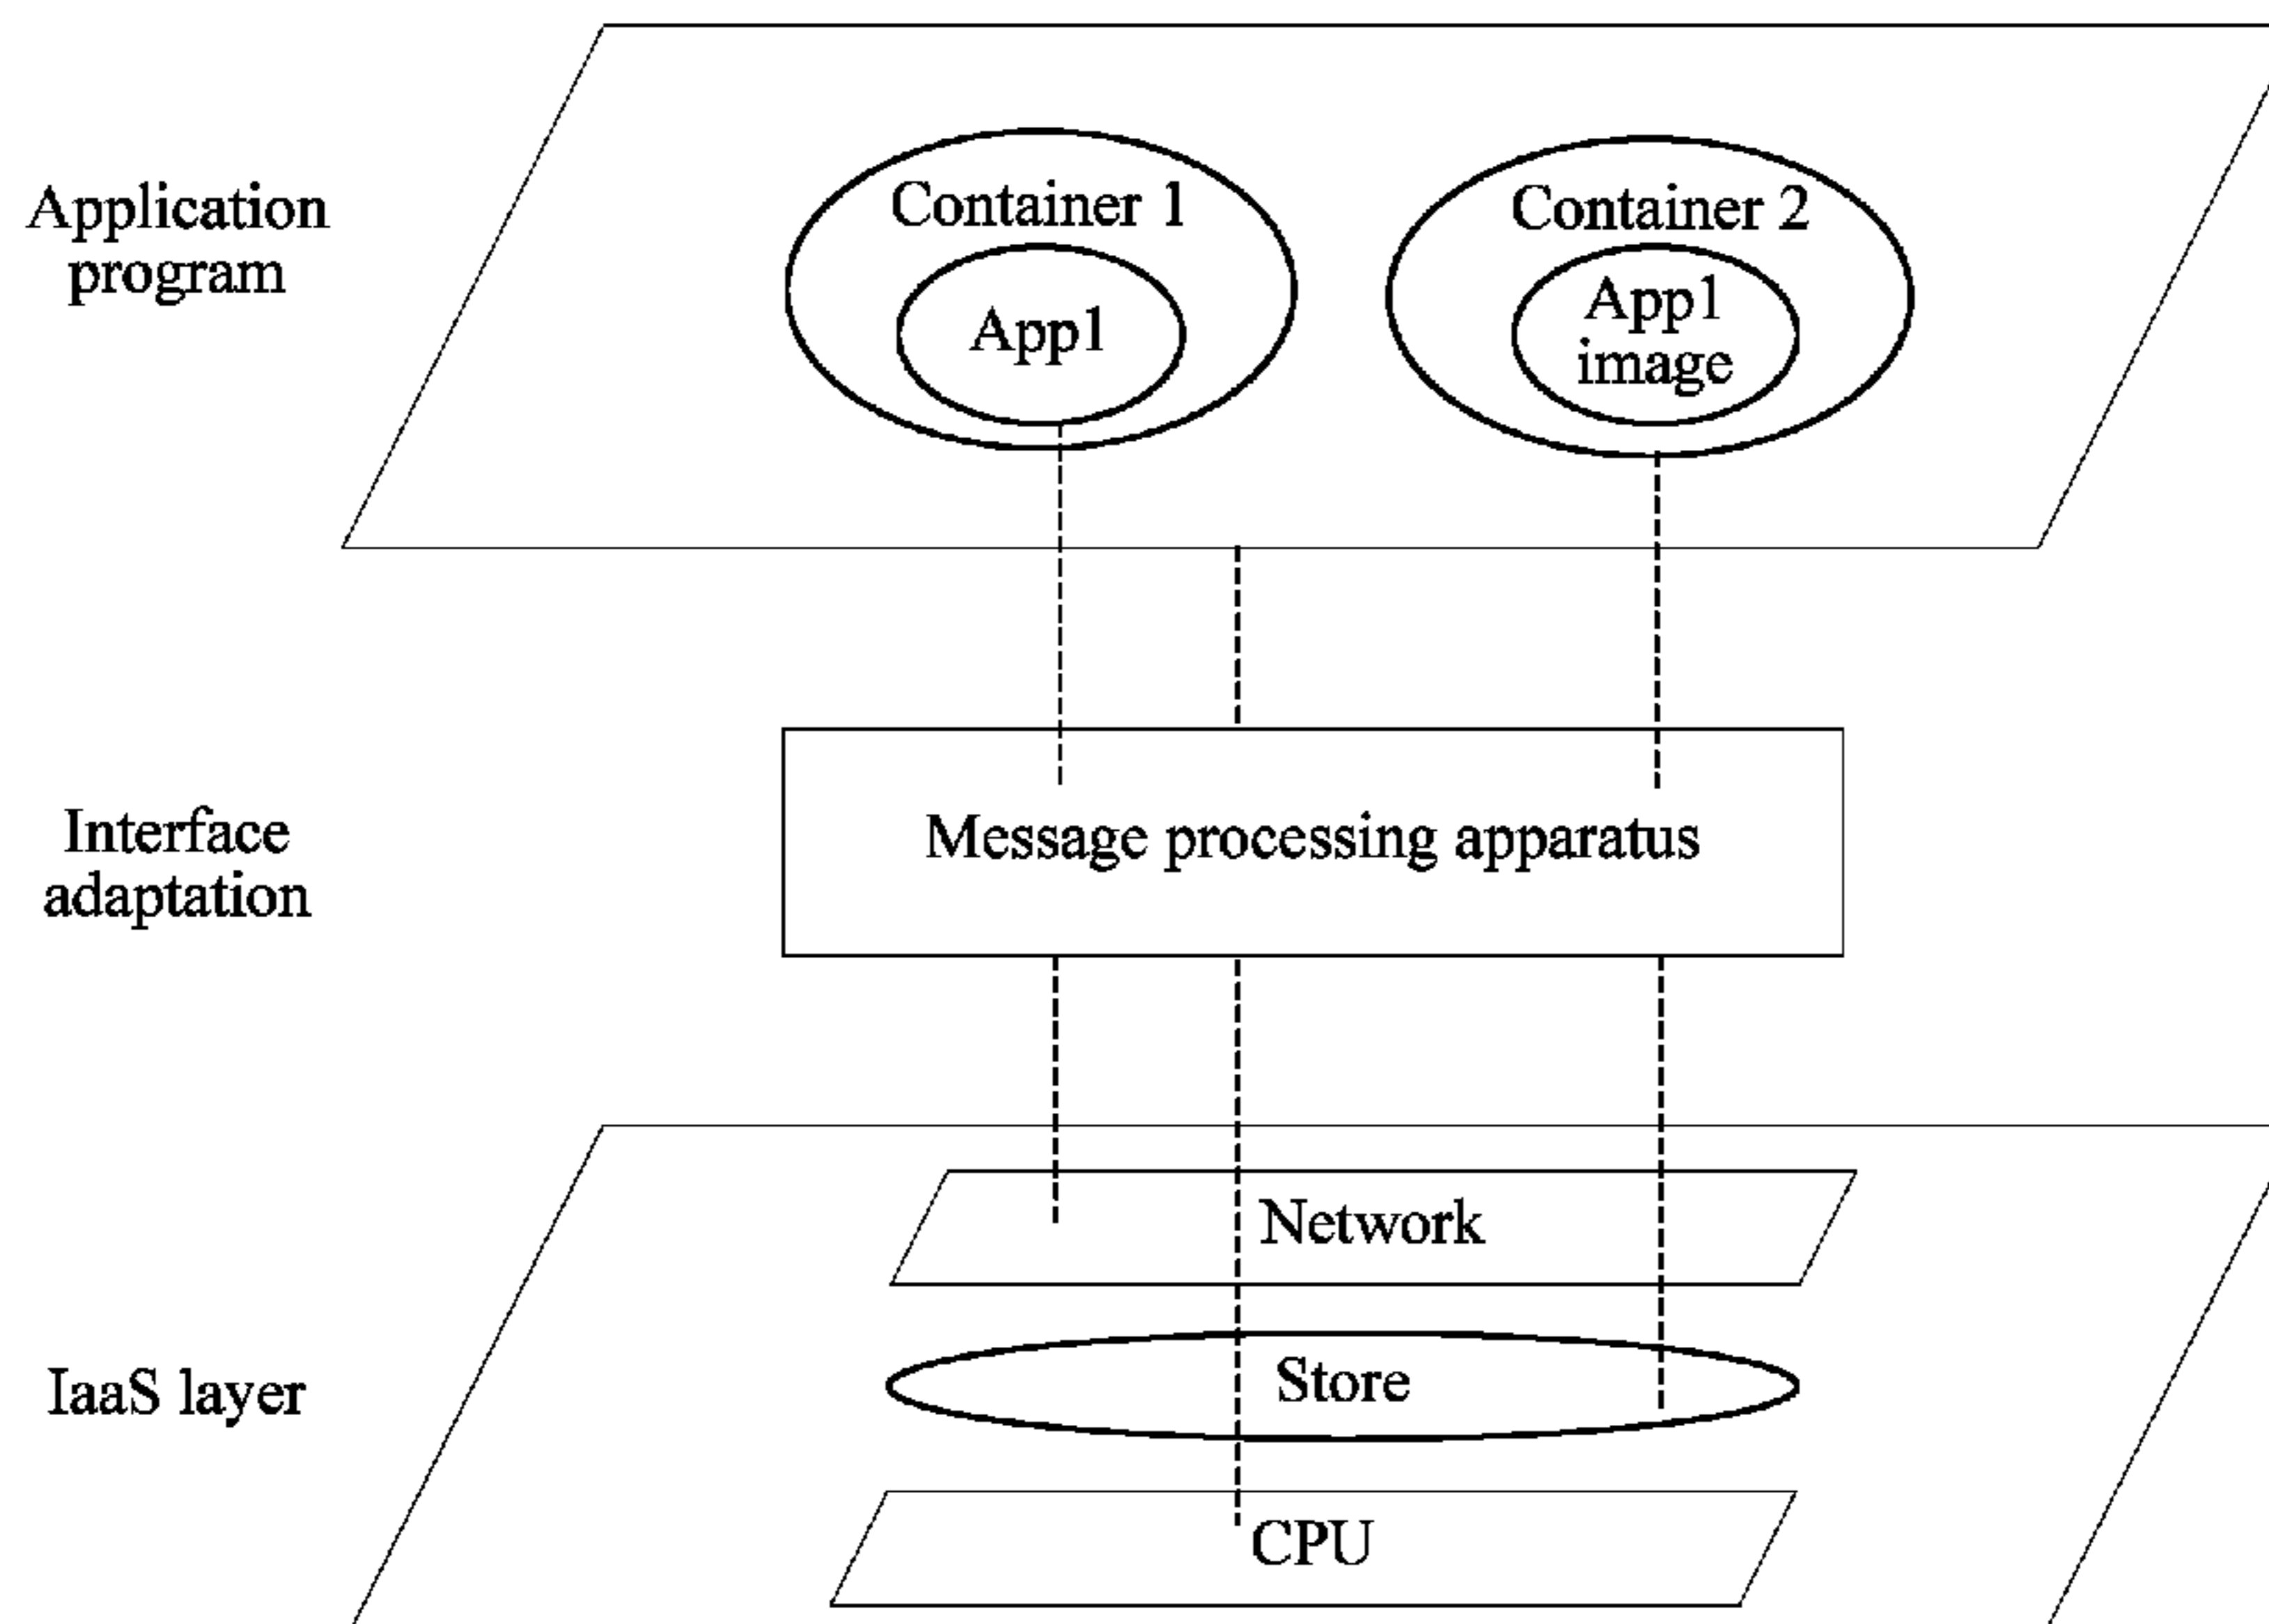 Application
program
Container 1
App1
Container 2
App1
image
Interface
adaptation
Message processing apparatus
IaaS layer
Network
Store
CPU